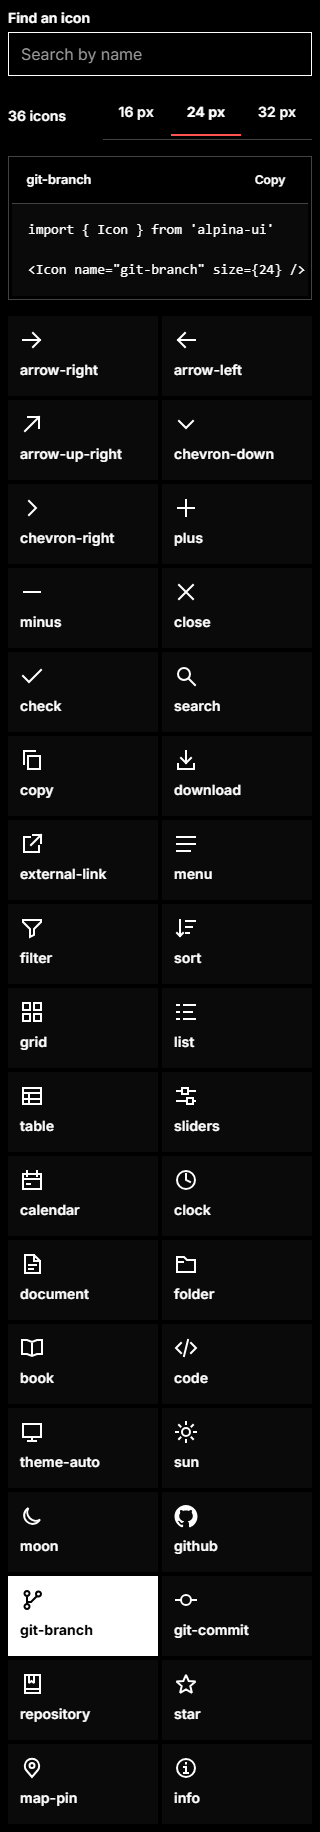 Find an icon
Search by name
36 icons 16 px 24 px 32 px
git-branch Copy
import { Icon } from 'alpina-ui'
<Icon name="git-branch" size={24} />
arrow-right arrow-left
arrow-up-right chevron-down
chevron-right plus
minus close
check search
copy download
external-link menu
filter sort
grid list
table sliders
calendar clock
document folder
book code
theme-auto sun
moon github
git-branch git-commit
repository star
map-pin info